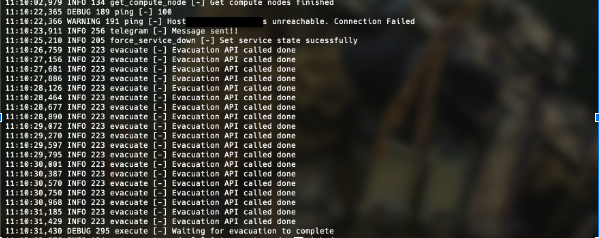 11:10:02,979 INFO 134 get_compute_node [-] Get compute nodes finished
11:10:22,365 DEBUG 189 ping [-] 100
11:10:22,366 WARNING 191 ping [-] Host s unreachable. Connection Failed
11:10:23,911 INFO 256 telegram [-] Message sent!!
11:10:25,210 INFO 205 force_service_down [-] Set service state sucessfully
11:10:26,759 INFO 223 evacuate [-] Evacuation API called done
11:10:27,157 INFO 223 evacuate [-] Evacuation API called done
11:10:27,681 INFO 223 evacuate [-] Evacuation API called done
11:10:27,886 INFO 223 evacuate [-] Evacuation API called done
11:10:28,126 INFO 223 evacuate [-] Evacuation API called done
11:10:28,464 INFO 223 evacuate [-] Evacuation API called done
11:10:28,677 INFO 223 evacuate [-] Evacuation API called done
11:10:28,890 INFO 223 evacuate [-] Evacuation API called done
11:10:29,072 INFO 223 evacuate [-] Evacuation API called done
11:10:29,270 INFO 223 evacuate [-] Evacuation API called done
11:10:29,597 INFO 223 evacuate [-] Evacuation API called done
11:10:29,795 INFO 223 evacuate [-] Evacuation API called done
11:10:30,001 INFO 223 evacuate [-] Evacuation API called done
11:10:30,387 INFO 223 evacuate [-] Evacuation API called done
11:10:30,570 INFO 223 evacuate [-] Evacuation API called done
11:10:30,750 INFO 223 evacuate [-] Evacuation API called done
11:10:30,968 INFO 223 evacuate [-] Evacuation API called done
11:10:31,185 INFO 223 evacuate [-] Evacuation API called done
11:10:31,429 INFO 223 evacuate [-] Evacuation API called done
11:10:31,430 DEBUG 295 execute [-] Waiting for evacuation to complete